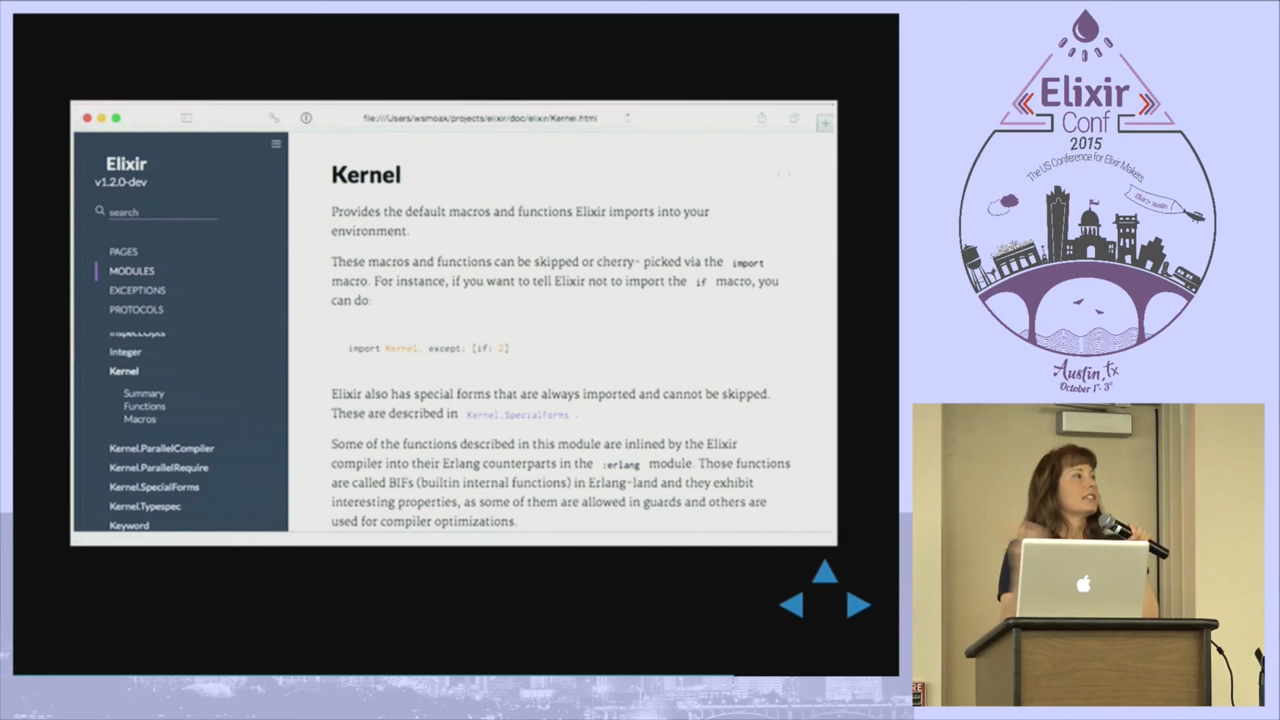 file:///Users/wsmoax/projects/elixir/doc/elixir/Kernel.html
Elixir
v1.2.0-dev
search
PAGES
MODULES
EXCEPTIONS
PROTOCOLS
InspectOpts
Integer
Kernel
Summary
Functions
Macros
Kernel.ParallelCompiler
Kernel.ParallelRequire
Kernel.SpecialForms
Kernel.Typespec
Keyword
Kernel
Provides the default macros and functions Elixir imports into your
environment.
These macros and functions can be skipped or cherry- picked via the import
macro. For instance, if you want to tell Elixir not to import the if macro, you
can do:
import Kernel, except: [if: 2]
Elixir also has special forms that are always imported and cannot be skipped.
These are described in Kernel.SpecialForms .
Some of the functions described in this module are inlined by the Elixir
compiler into their Erlang counterparts in the :erlang module. Those functions
are called BIFs (builtin internal functions) in Erlang-land and they exhibit
interesting properties, as some of them are allowed in guards and others are
used for compiler optimizations.
Elixir
Conf
2015
The US Conference for Elixir Makers
Austin, Tx
October 1st- 3rd